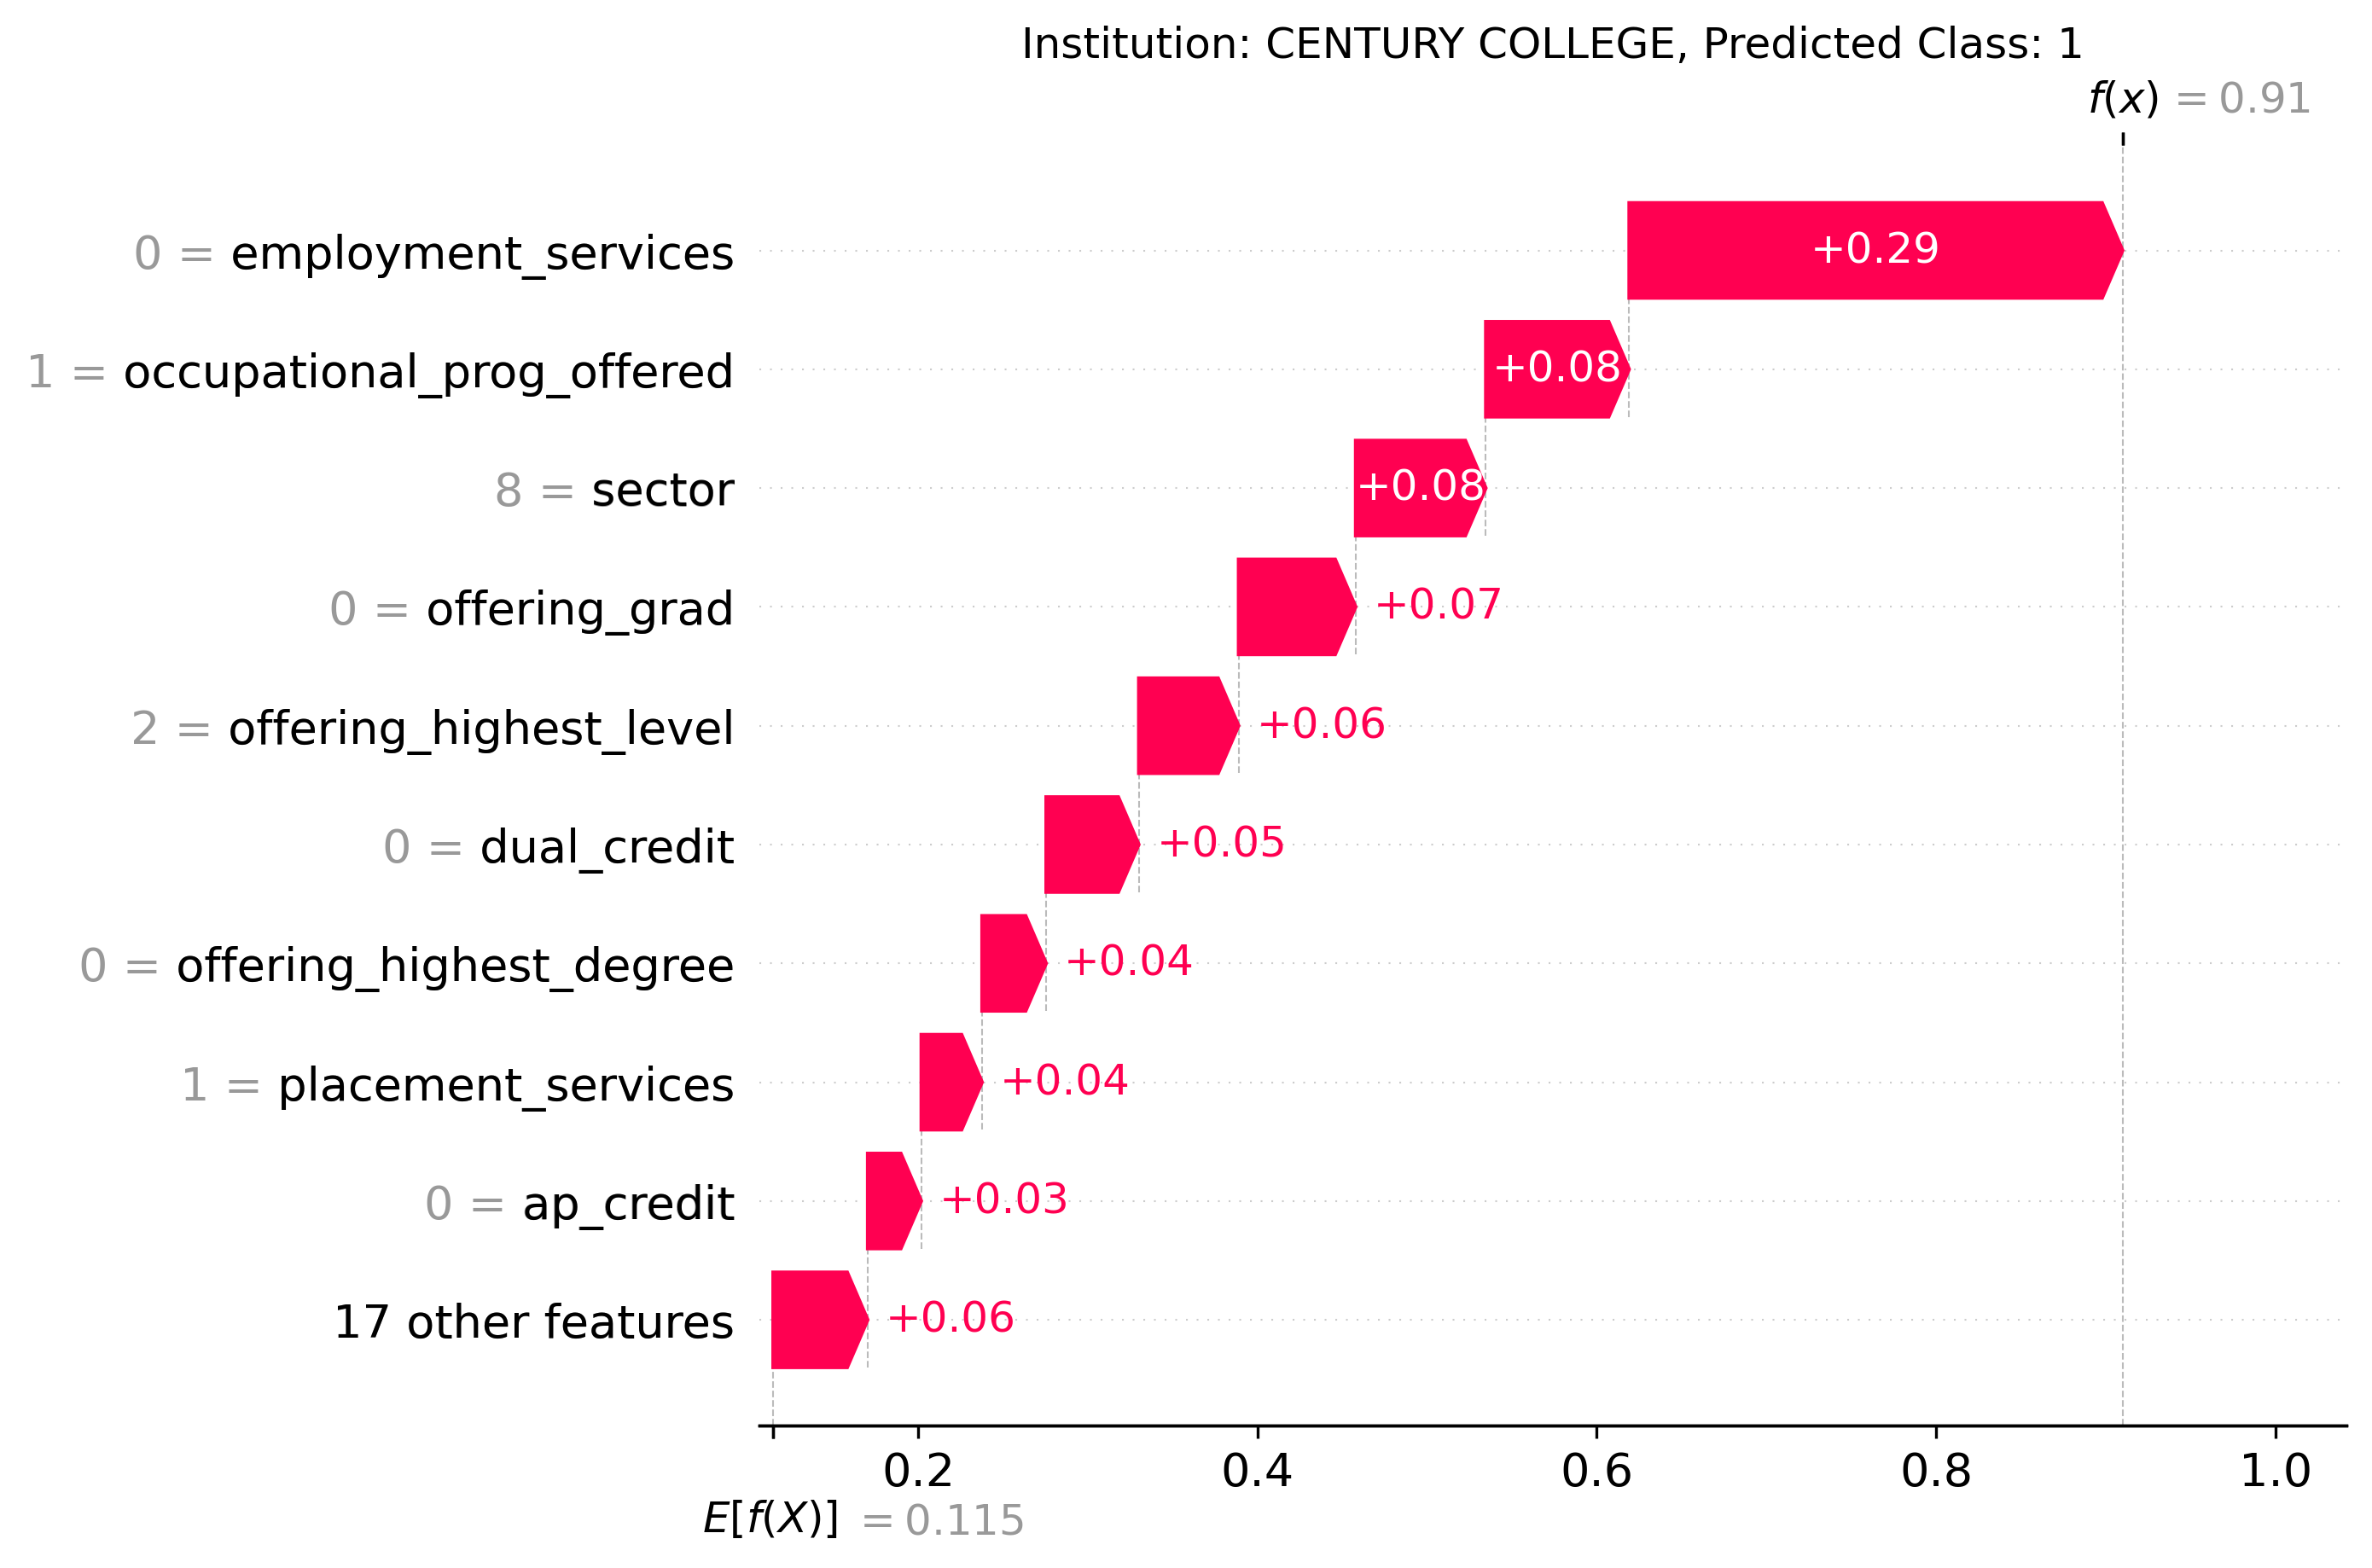 Institution: CENTURY COLLEGE, Predicted Class: 1
f(x) = 0.91
0 = employment_services +0.29
1 = occupational_prog_offered +0.08
8 = sector +0.08
0 = offering_grad +0.07
2 = offering_highest_level +0.06
0 = dual_credit +0.05
0 = offering_highest_degree +0.04
1 = placement_services +0.04
0 = ap_credit +0.03
17 other features +0.06
0.2 0.4 0.6 0.8 1.0
E[f(X)] = 0.115